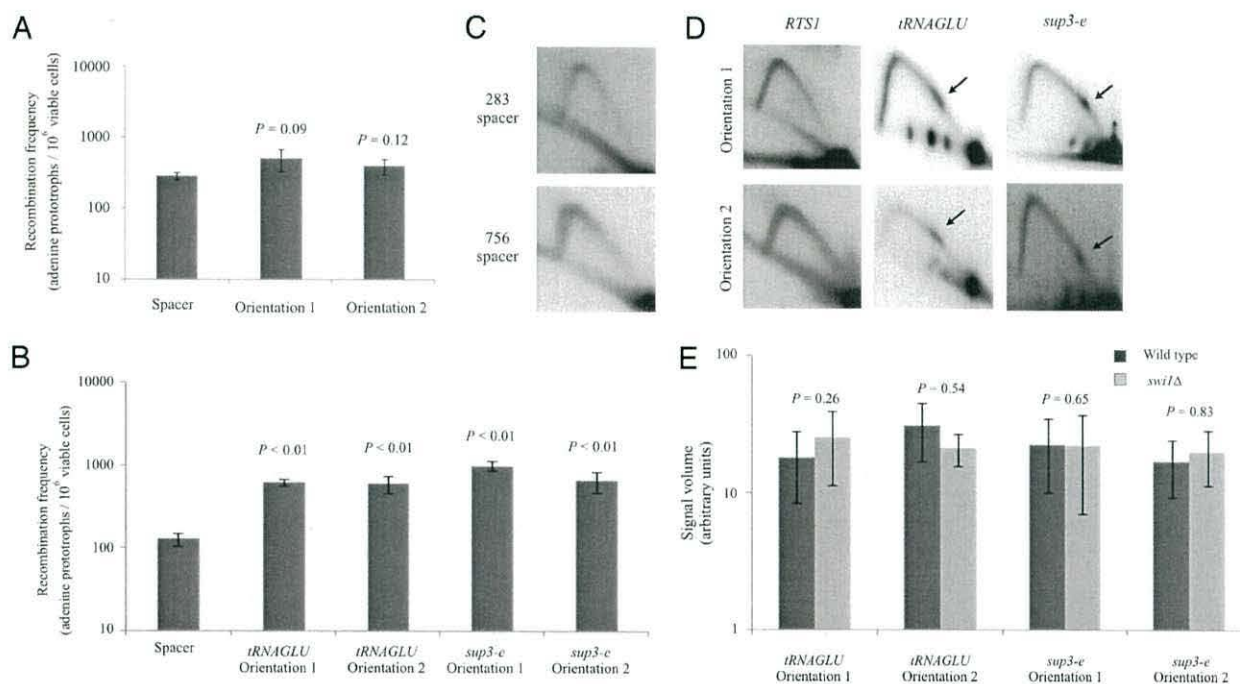 A
Recombination frequency
(adenine prototrophs / 10⁶ viable cells)
10000
1000
100
10
P = 0.09
P = 0.12
Spacer
Orientation 1
Orientation 2
B
Recombination frequency
(adenine prototrophs / 10⁶ viable cells)
10000
1000
100
10
P < 0.01
P < 0.01
P < 0.01
P < 0.01
Spacer
tRNAGLU
Orientation 1
tRNAGLU
Orientation 2
sup3-e
Orientation 1
sup3-e
Orientation 2
C
283
spacer
756
spacer
D
RTS1
tRNAGLU
sup3-e
Orientation 1
Orientation 2
E
Signal volume
(arbitrary units)
100
10
1
Wild type
swi1Δ
P = 0.26
P = 0.54
P = 0.65
P = 0.83
tRNAGLU
Orientation 1
tRNAGLU
Orientation 2
sup3-e
Orientation 1
sup3-e
Orientation 2